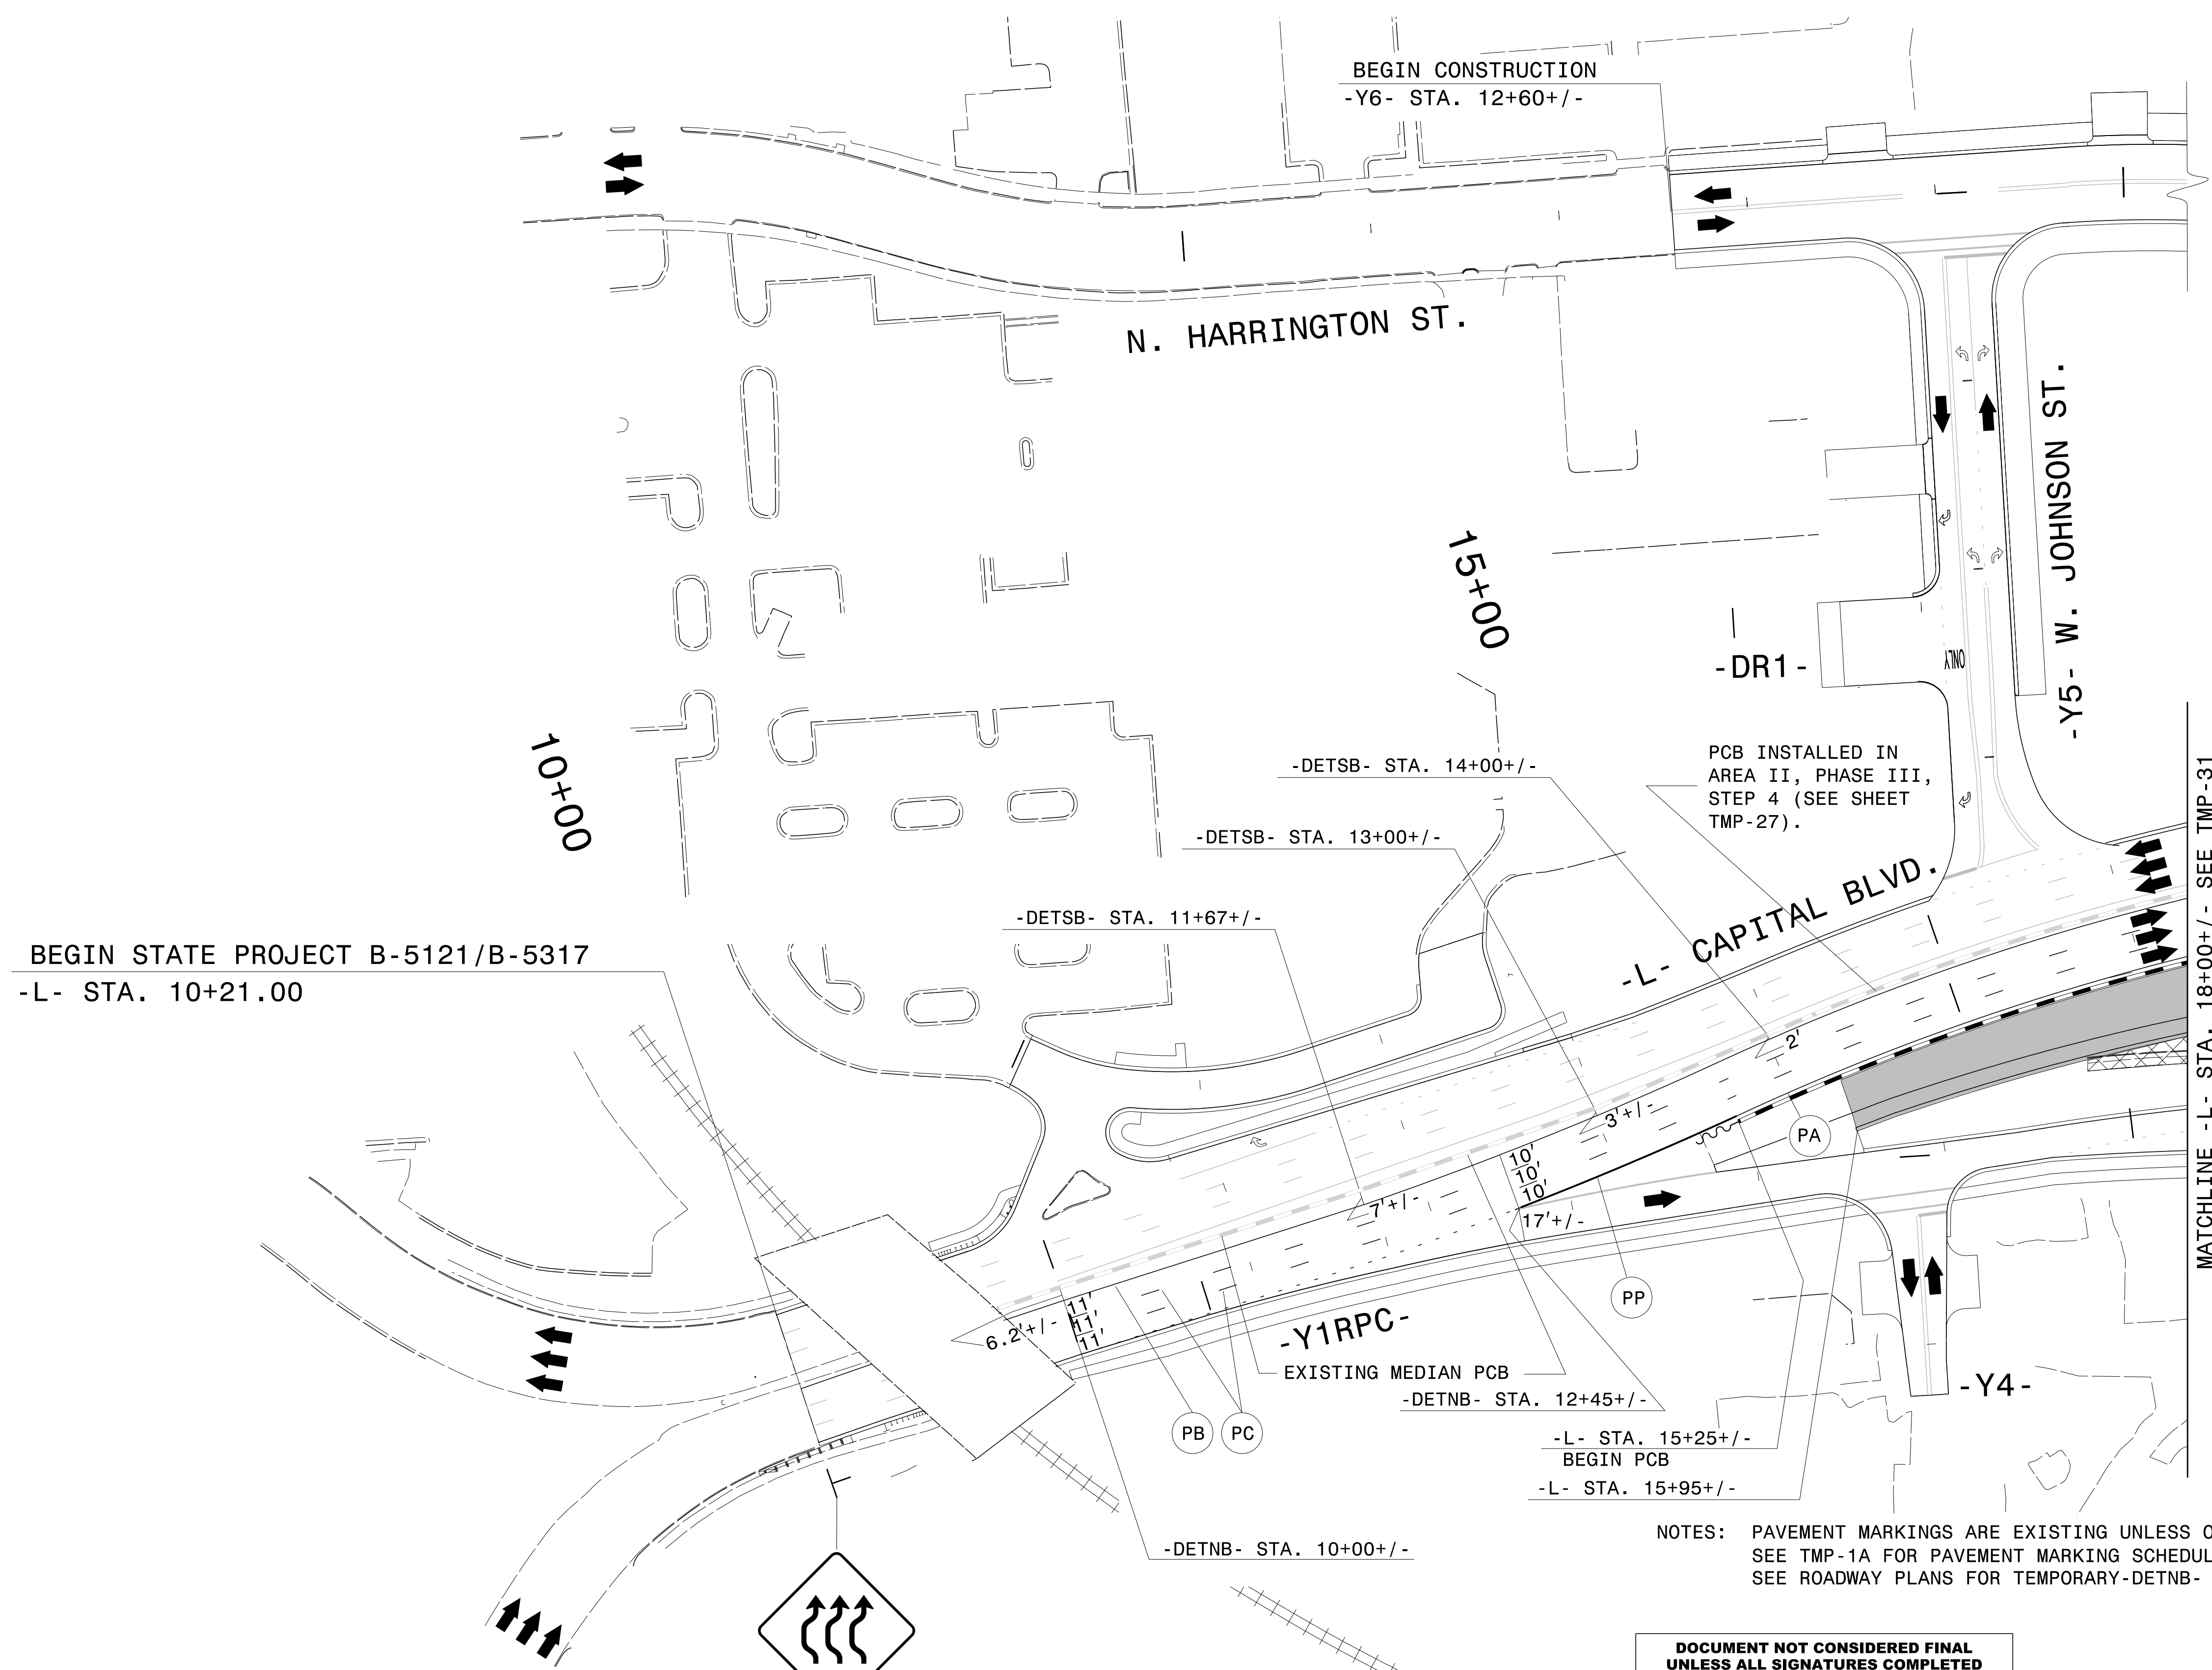 BEGIN CONSTRUCTION
-Y6- STA. 12+60+/-
N. HARRINGTON ST.
-Y5- W. JOHNSON ST.
15+00
10+00
-DR1-
ONLY
-DETSB- STA. 14+00+/-
PCB INSTALLED IN
AREA II, PHASE III,
STEP 4 (SEE SHEET
TMP-27).
-DETSB- STA. 13+00+/-
-L- CAPITAL BLVD.
-DETSB- STA. 11+67+/-
MATCHLINE -L- STA. 18+00+/- SEE TMP-31
BEGIN STATE PROJECT B-5121/B-5317
-L- STA. 10+21.00
2'
3'+/-
PA
10'
10'
10'
7'+/-
17'+/-
PP
11'
11'
11'
6.2'+/-
-Y1RPC-
EXISTING MEDIAN PCB
-Y4-
-DETNB- STA. 12+45+/-
PB
PC
-L- STA. 15+25+/-
BEGIN PCB
-L- STA. 15+95+/-
-DETNB- STA. 10+00+/-
NOTES: PAVEMENT MARKINGS ARE EXISTING UNLESS
SEE TMP-1A FOR PAVEMENT MARKING SCHEDUL
SEE ROADWAY PLANS FOR TEMPORARY-DETNB-
DOCUMENT NOT CONSIDERED FINAL
UNLESS ALL SIGNATURES COMPLETED